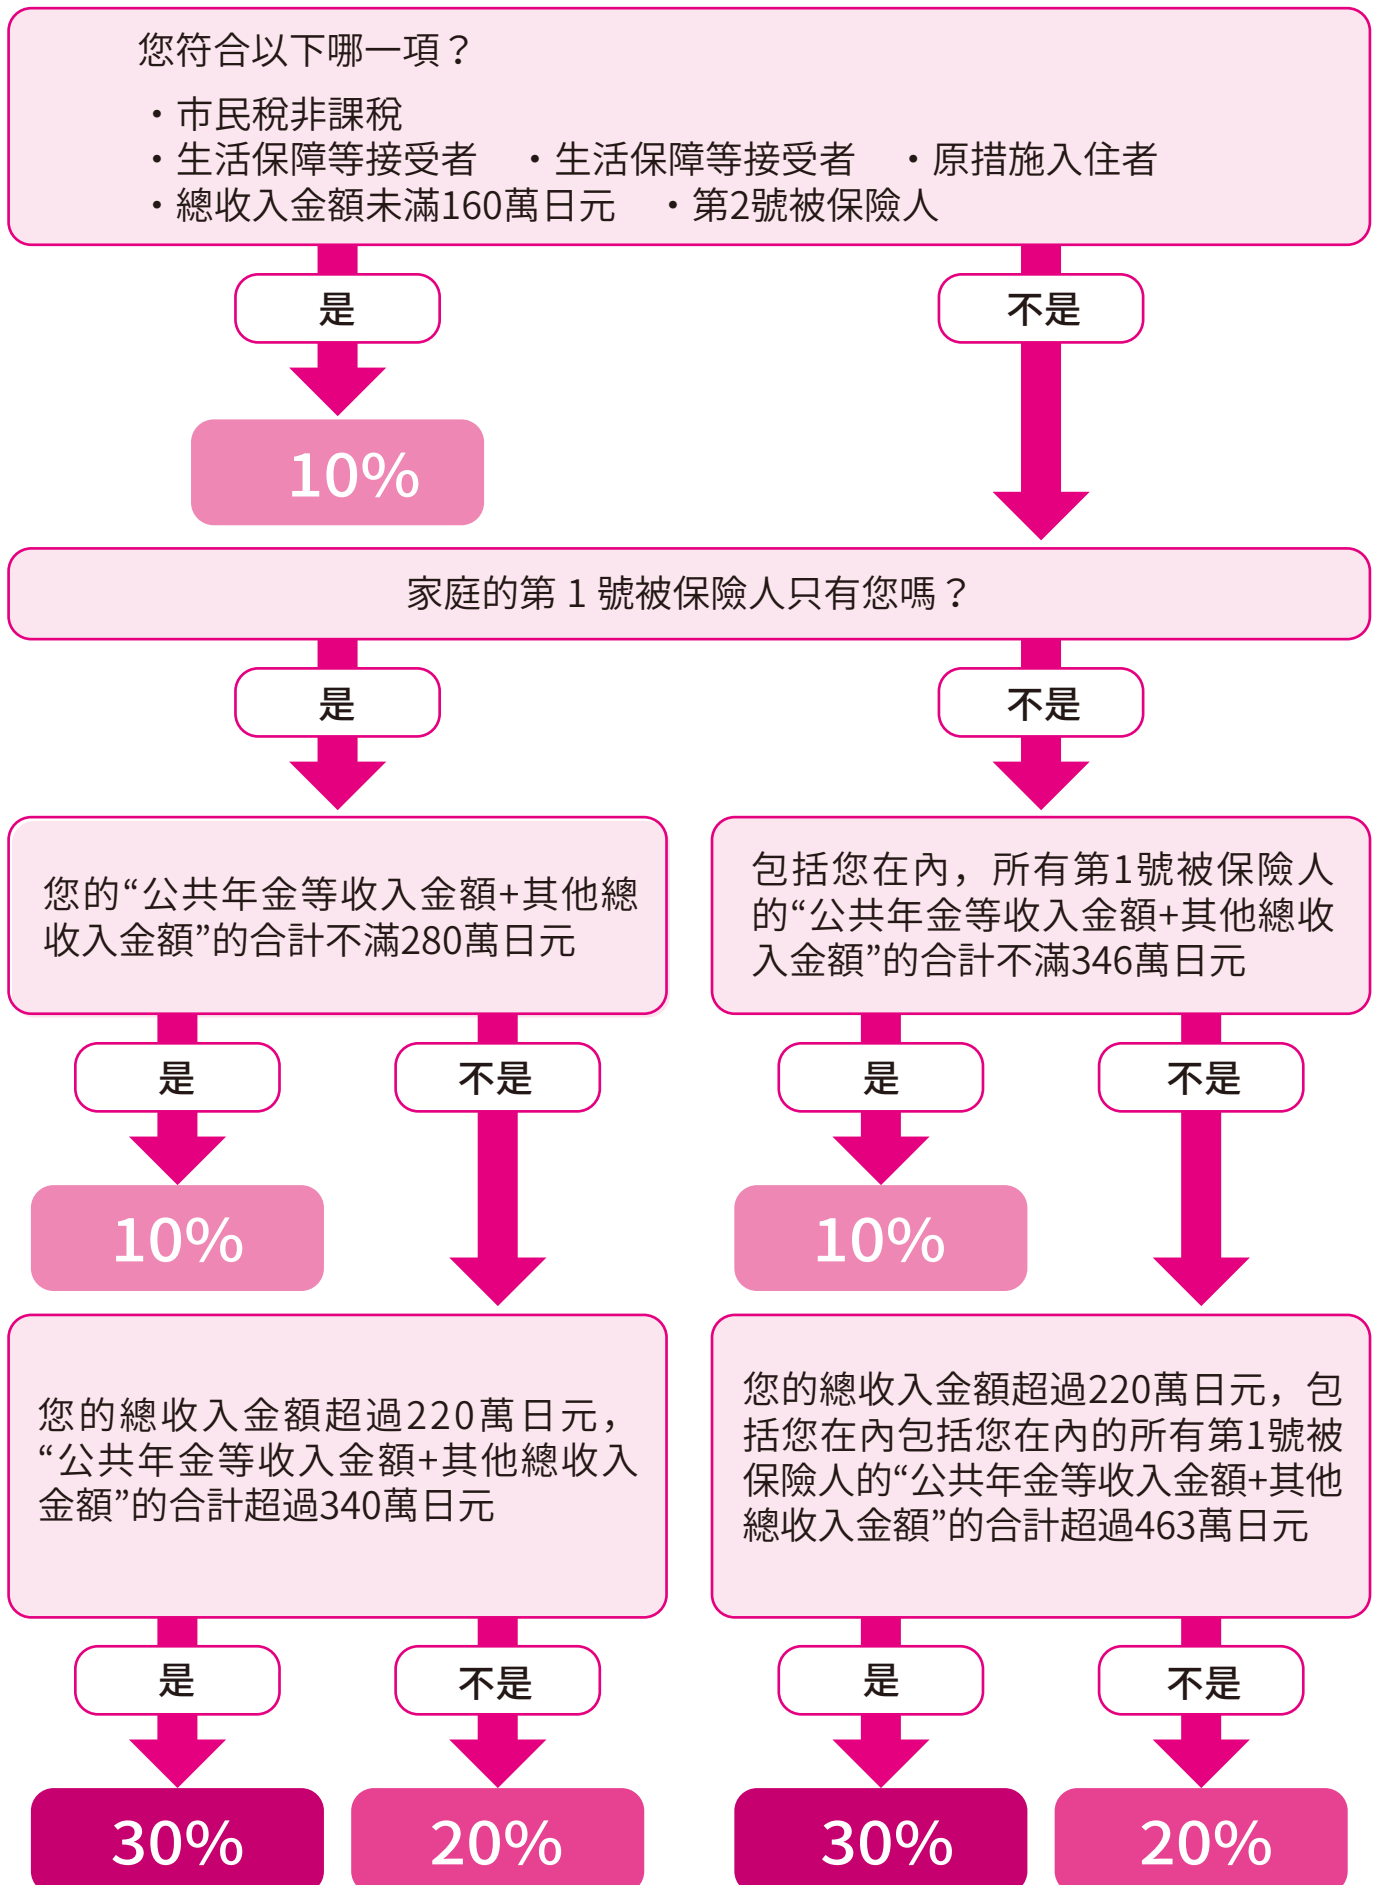 您符合以下哪一項？
・市民稅非課稅
・生活保障等接受者　・生活保障等接受者　・原措施入住者
・總收入金額未滿160萬日元　・第2號被保險人
是
不是
10%
家庭的第 1 號被保險人只有您嗎？
是
不是
您的“公共年金等收入金額+其他總
收入金額”的合計不滿280萬日元
包括您在內，所有第1號被保險人
的“公共年金等收入金額+其他總收
入金額”的合計不滿346萬日元
是
不是
是
不是
10%
10%
您的總收入金額超過220萬日元，
“公共年金等收入金額+其他總收入
金額”的合計超過340萬日元
您的總收入金額超過220萬日元，包
括您在內包括您在內的所有第1號被
保險人的“公共年金等收入金額+其他
總收入金額”的合計超過463萬日元
是
不是
是
不是
30%
20%
30%
20%